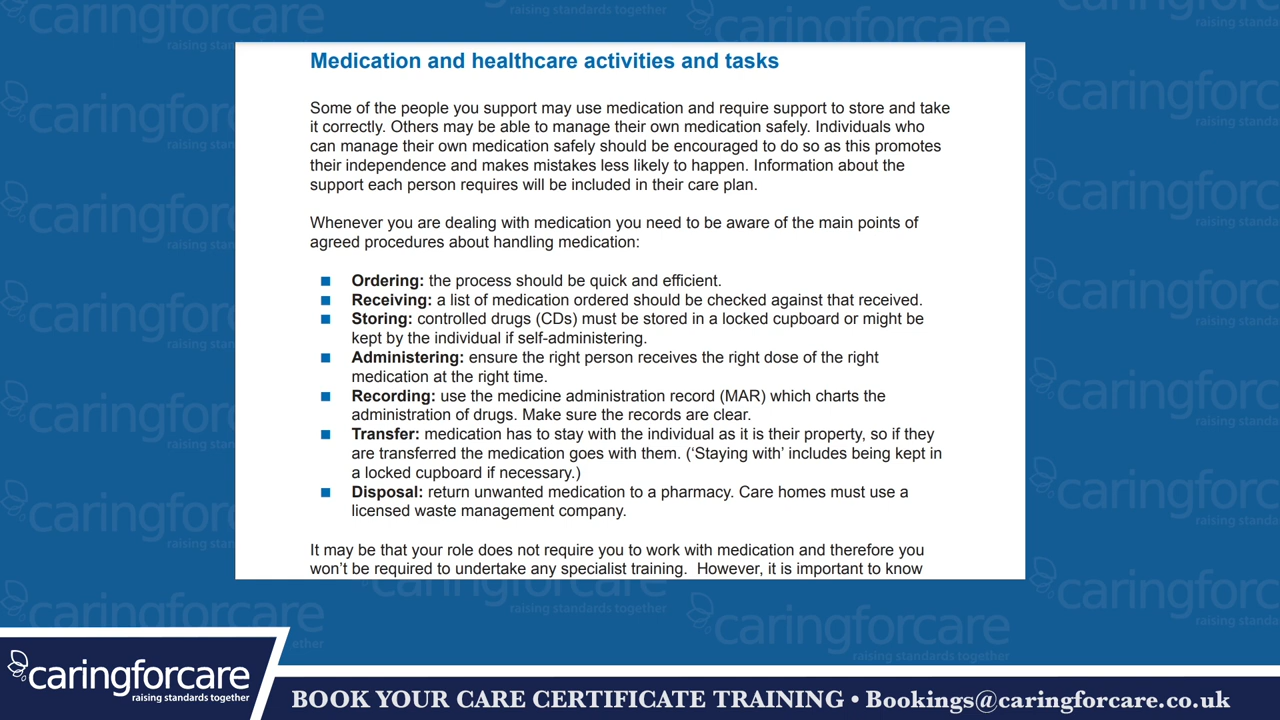 Medication and healthcare activities and tasks
Some of the people you support may use medication and require support to store and take
it correctly. Others may be able to manage their own medication safely. Individuals who
can manage their own medication safely should be encouraged to do so as this promotes
their independence and makes mistakes less likely to happen. Information about the
support each person requires will be included in their care plan.
Whenever you are dealing with medication you need to be aware of the main points of
agreed procedures about handling medication:
■ Ordering: the process should be quick and efficient.
■ Receiving: a list of medication ordered should be checked against that received.
■ Storing: controlled drugs (CDs) must be stored in a locked cupboard or might be
kept by the individual if self-administering.
■ Administering: ensure the right person receives the right dose of the right
medication at the right time.
■ Recording: use the medicine administration record (MAR) which charts the
administration of drugs. Make sure the records are clear.
■ Transfer: medication has to stay with the individual as it is their property, so if they
are transferred the medication goes with them. (‘Staying with’ includes being kept in
a locked cupboard if necessary.)
■ Disposal: return unwanted medication to a pharmacy. Care homes must use a
licensed waste management company.
It may be that your role does not require you to work with medication and therefore you
won’t be required to undertake any specialist training. However, it is important to know
caringforcare
raising standards together
BOOK YOUR CARE CERTIFICATE TRAINING • Bookings@caringforcare.co.uk